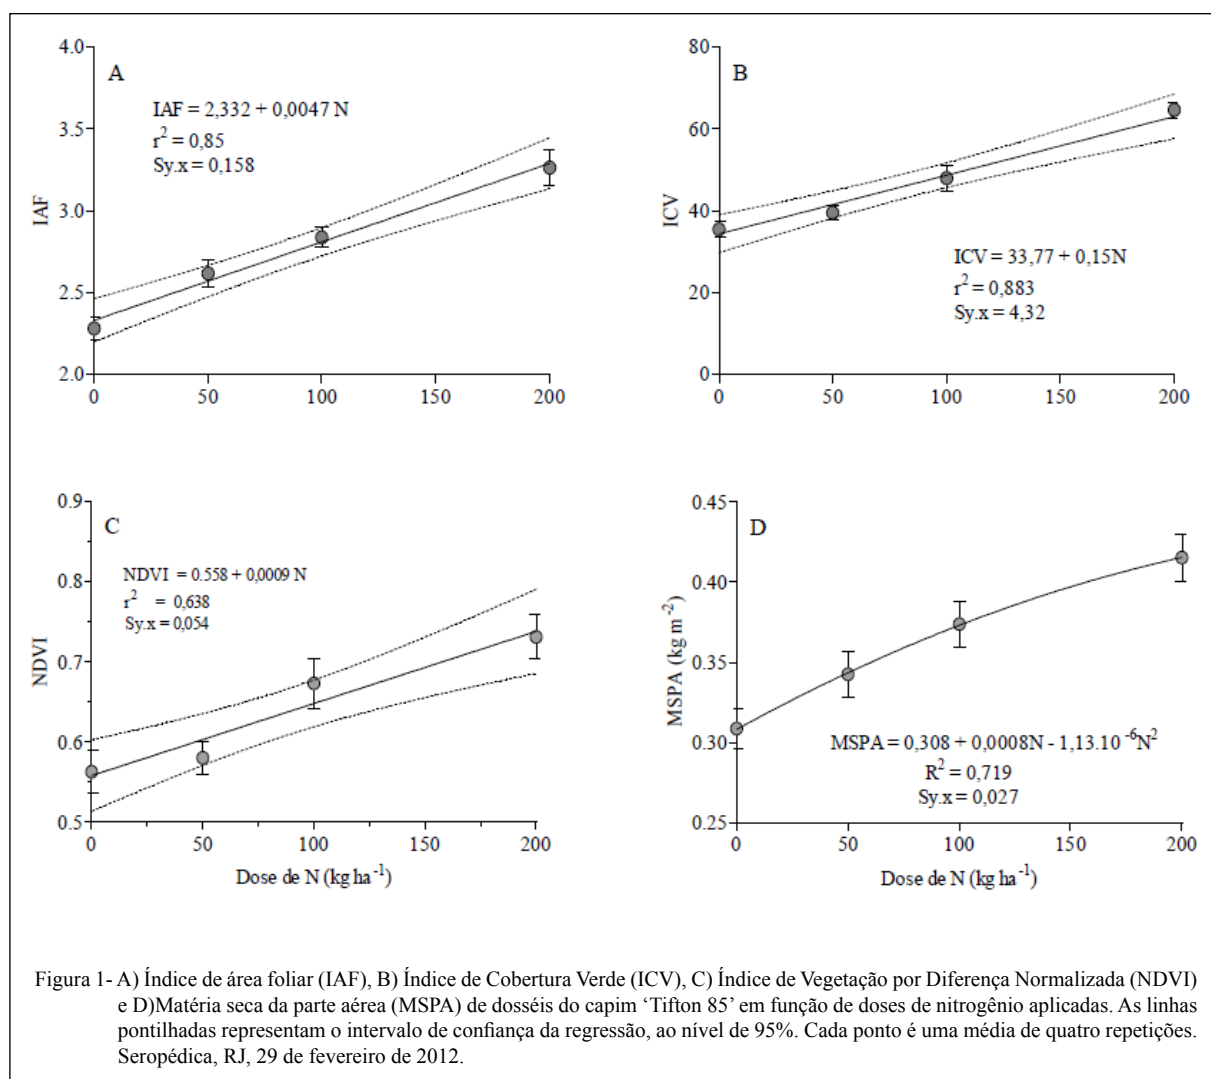 4.0
A
IAF = 2,332 + 0,0047 N
3.5
r² = 0,85
Sy.x = 0,158
IAF
3.0
2.5
2.0
0 50 100 150 200
80
B
60
ICV
40
ICV = 33,77 + 0,15N
r² = 0,883
20
Sy.x = 4,32
0
0 50 100 150 200
0.9
C
NDVI = 0.558 + 0,0009 N
0.8
r² = 0,638
Sy.x = 0,054
NDVI
0.7
0.6
0.5
0 50 100 150 200
Dose de N (kg ha⁻¹)
0.45
D
0.40
MSPA (kg m⁻²)
0.35
0.30
MSPA = 0,308 + 0,0008N - 1,13.10⁻⁶N²
R² = 0,719
Sy.x = 0,027
0.25
0 50 100 150 200
Dose de N (kg ha⁻¹)
Figura 1- A) Índice de área foliar (IAF), B) Índice de Cobertura Verde (ICV), C) Índice de Vegetação por Diferença Normalizada (NDVI)
e D)Matéria seca da parte aérea (MSPA) de dosséis do capim ‘Tifton 85’ em função de doses de nitrogênio aplicadas. As linhas
pontilhadas representam o intervalo de confiança da regressão, ao nível de 95%. Cada ponto é uma média de quatro repetições.
Seropédica, RJ, 29 de fevereiro de 2012.